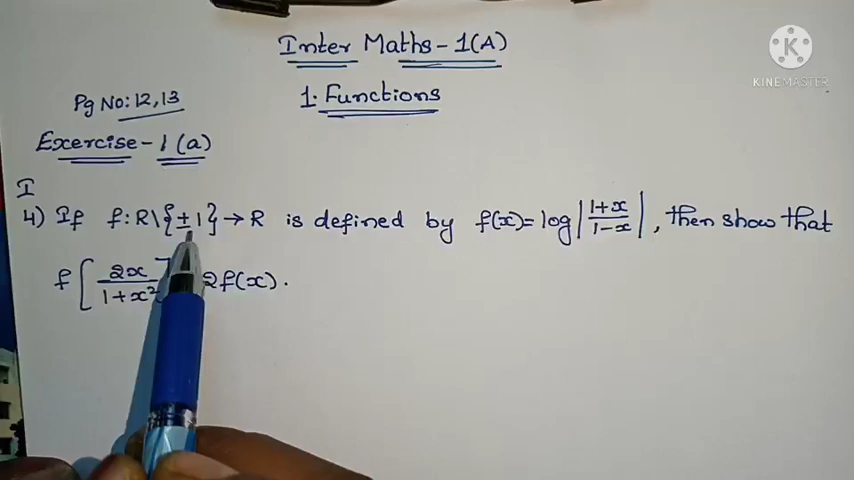 Inter Maths-1(A)
KINEMASTER
1. Functions
Pg No: 12,13
Exercise-1(a)
I
4) If f: R\{±1}→R is defined by f(x)=log|1+x/1-x|, then show that
f[2x/1+x² 2f(x).